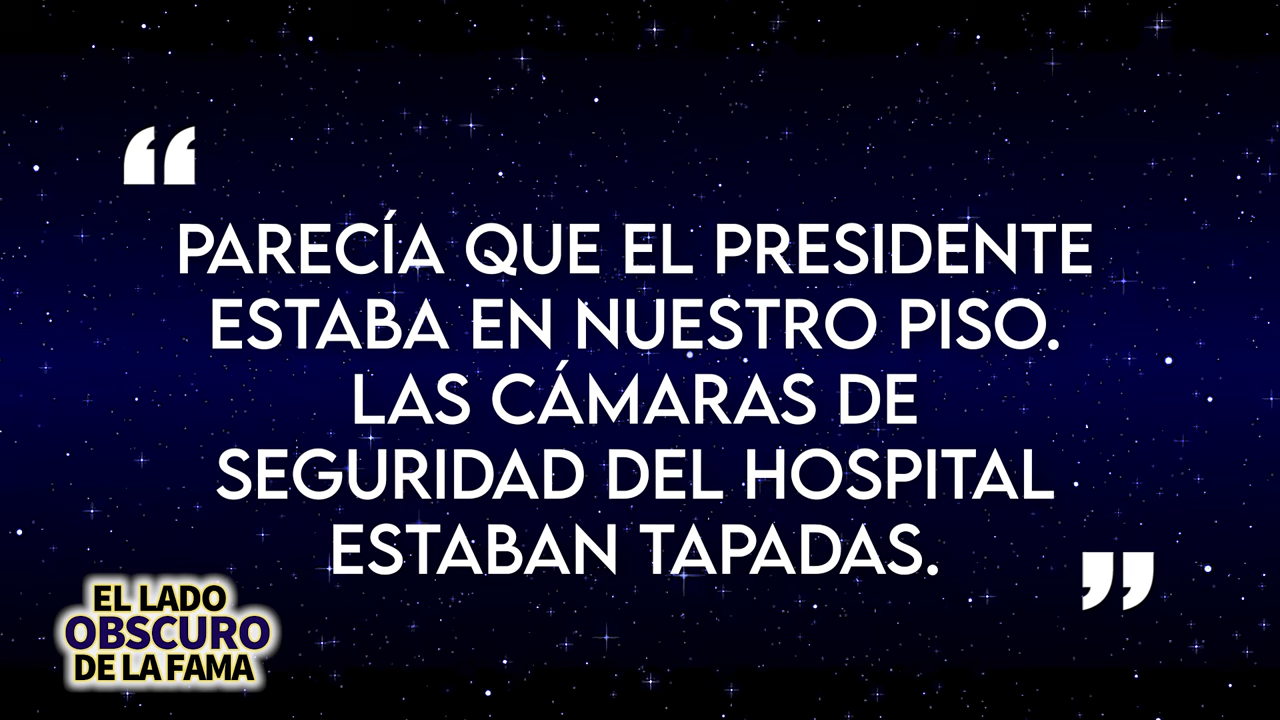 “
PARECÍA QUE EL PRESIDENTE
ESTABA EN NUESTRO PISO.
LAS CÁMARAS DE
SEGURIDAD DEL HOSPITAL
ESTABAN TAPADAS.
”
EL LADO
OBSCURO
DE LA FAMA